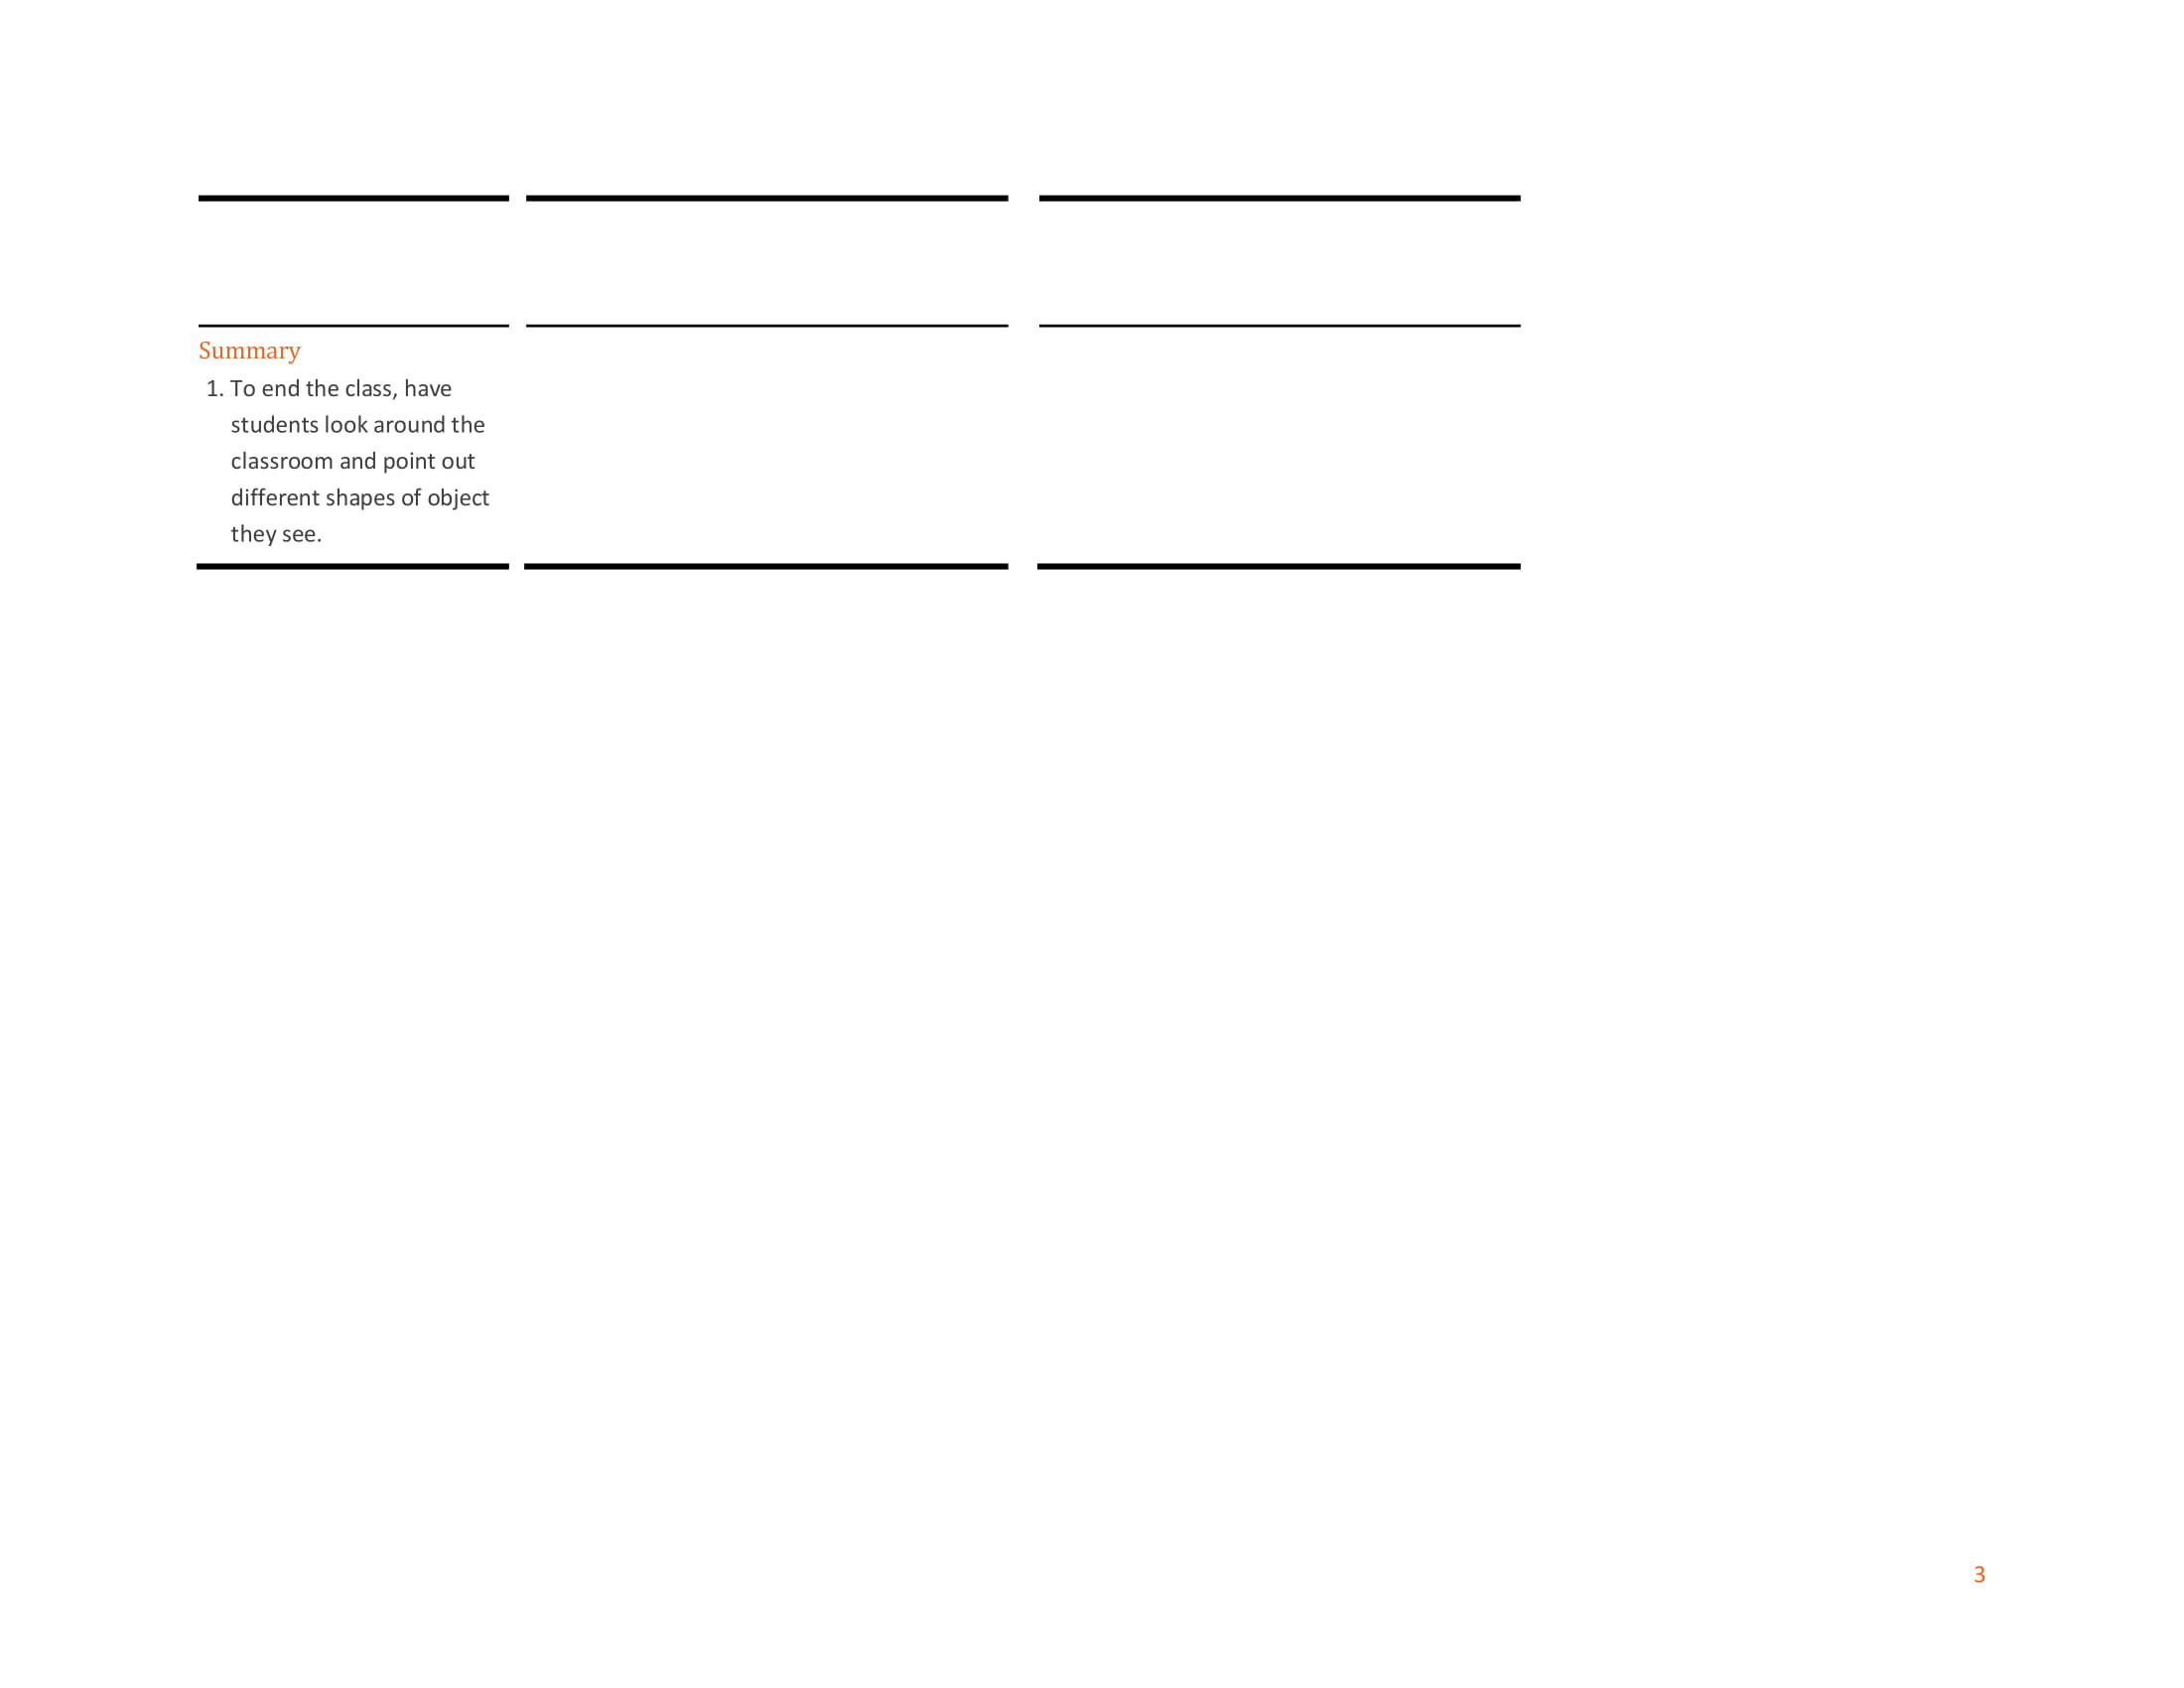 Summary
1. To end the class, have
students look around the
classroom and point out
different shapes of object
they see.
3